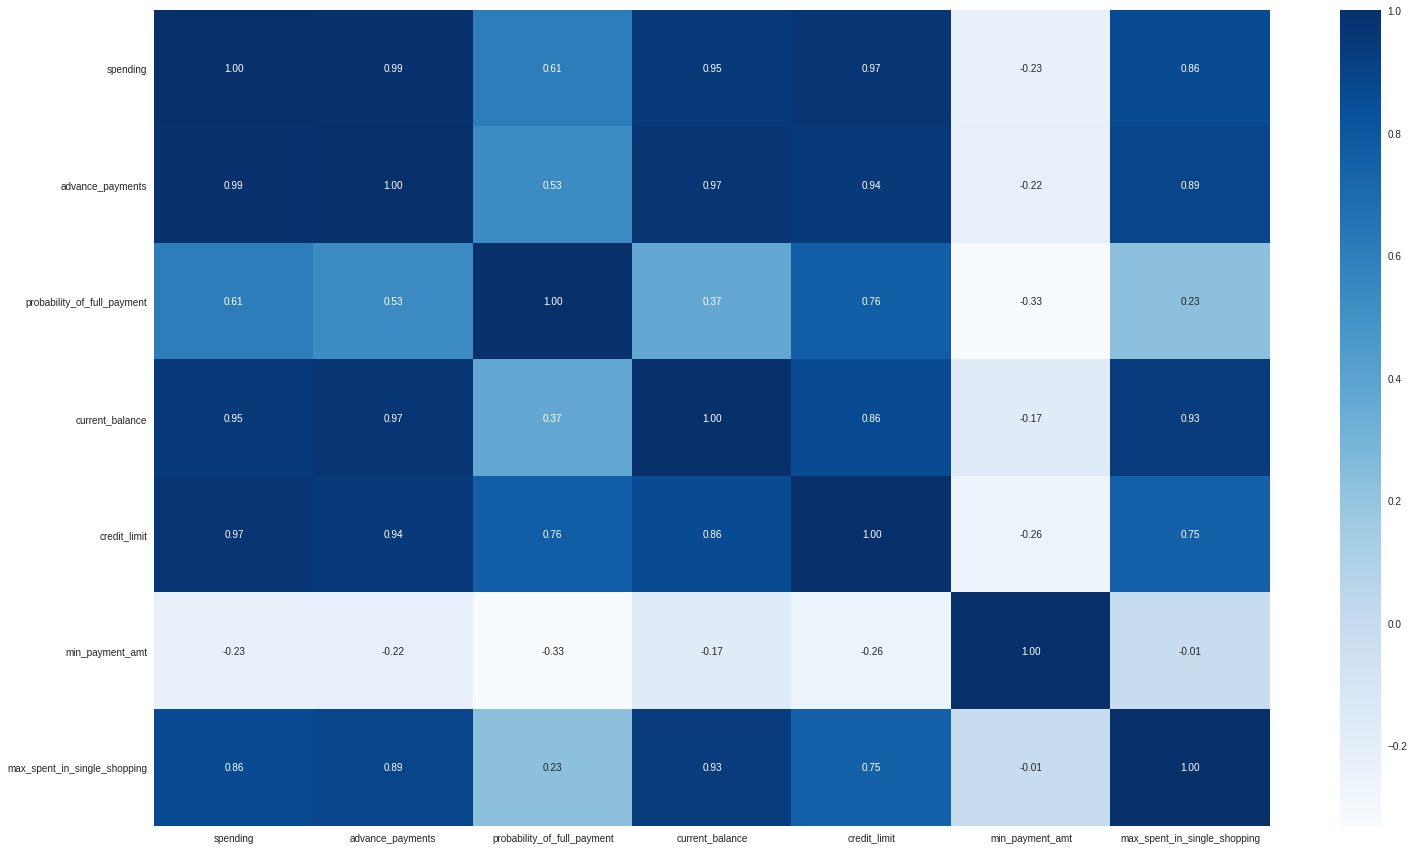 spending 1.00 0.99 0.61 0.95 0.97 -0.23 0.86
advance_payments 0.99 1.00 0.53 0.97 0.94 -0.22 0.89
probability_of_full_payment 0.61 0.53 1.00 0.37 0.76 -0.33 0.23
current_balance 0.95 0.97 0.37 1.00 0.86 -0.17 0.93
credit_limit 0.97 0.94 0.76 0.86 1.00 -0.26 0.75
min_payment_amt -0.23 -0.22 -0.33 -0.17 -0.26 1.00 -0.01
max_spent_in_single_shopping 0.86 0.89 0.23 0.93 0.75 -0.01 1.00
spending advance_payments probability_of_full_payment current_balance credit_limit min_payment_amt max_spent_in_single_shopping
1.0
0.8
0.6
0.4
0.2
0.0
−0.2